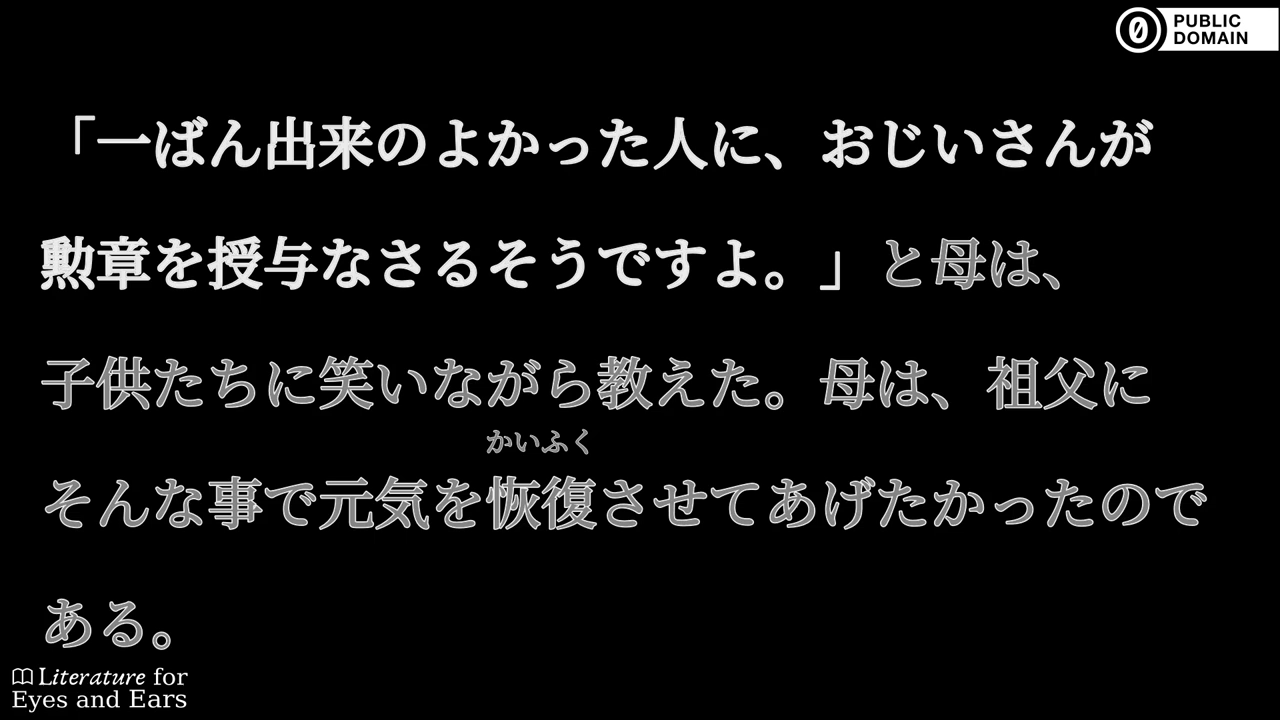 PUBLIC
DOMAIN
「一ばん出来のよかった人に、おじいさんが
勲章を授与なさるそうですよ。」と母は、
子供たちに笑いながら教えた。母は、祖父に
かいふく
そんな事で元気を恢復させてあげたかったので
ある。
Literature for
Eyes and Ears